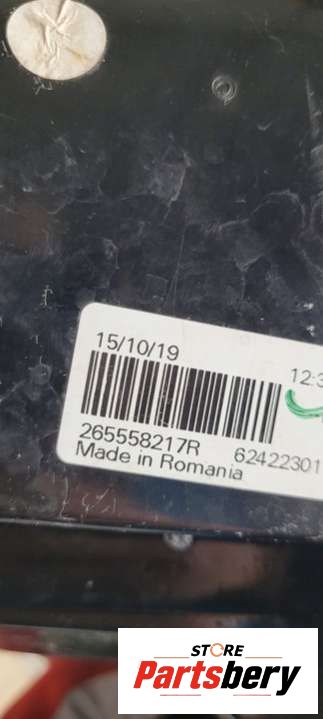 15/10/19
12:3
265558217R
62422301
Made in Romania
STORE
Partsbery